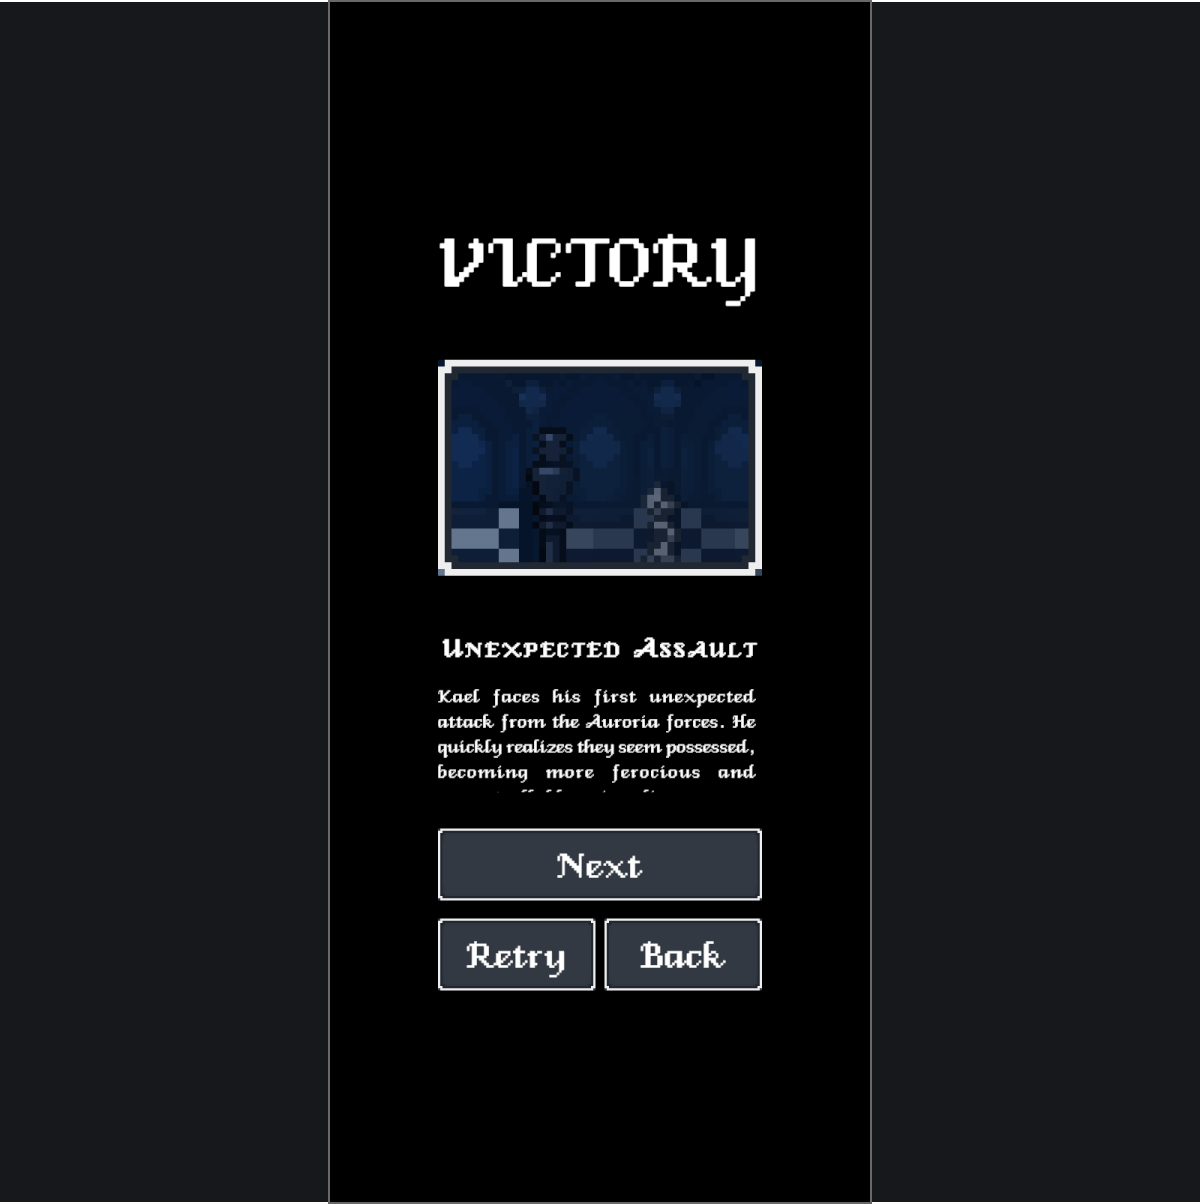 VICTORY
Unexpected Assault
Kael faces his first unexpected
attack from the Auroria forces. He
quickly realizes they seem possessed,
becoming more ferocious and
Next
Retry
Back